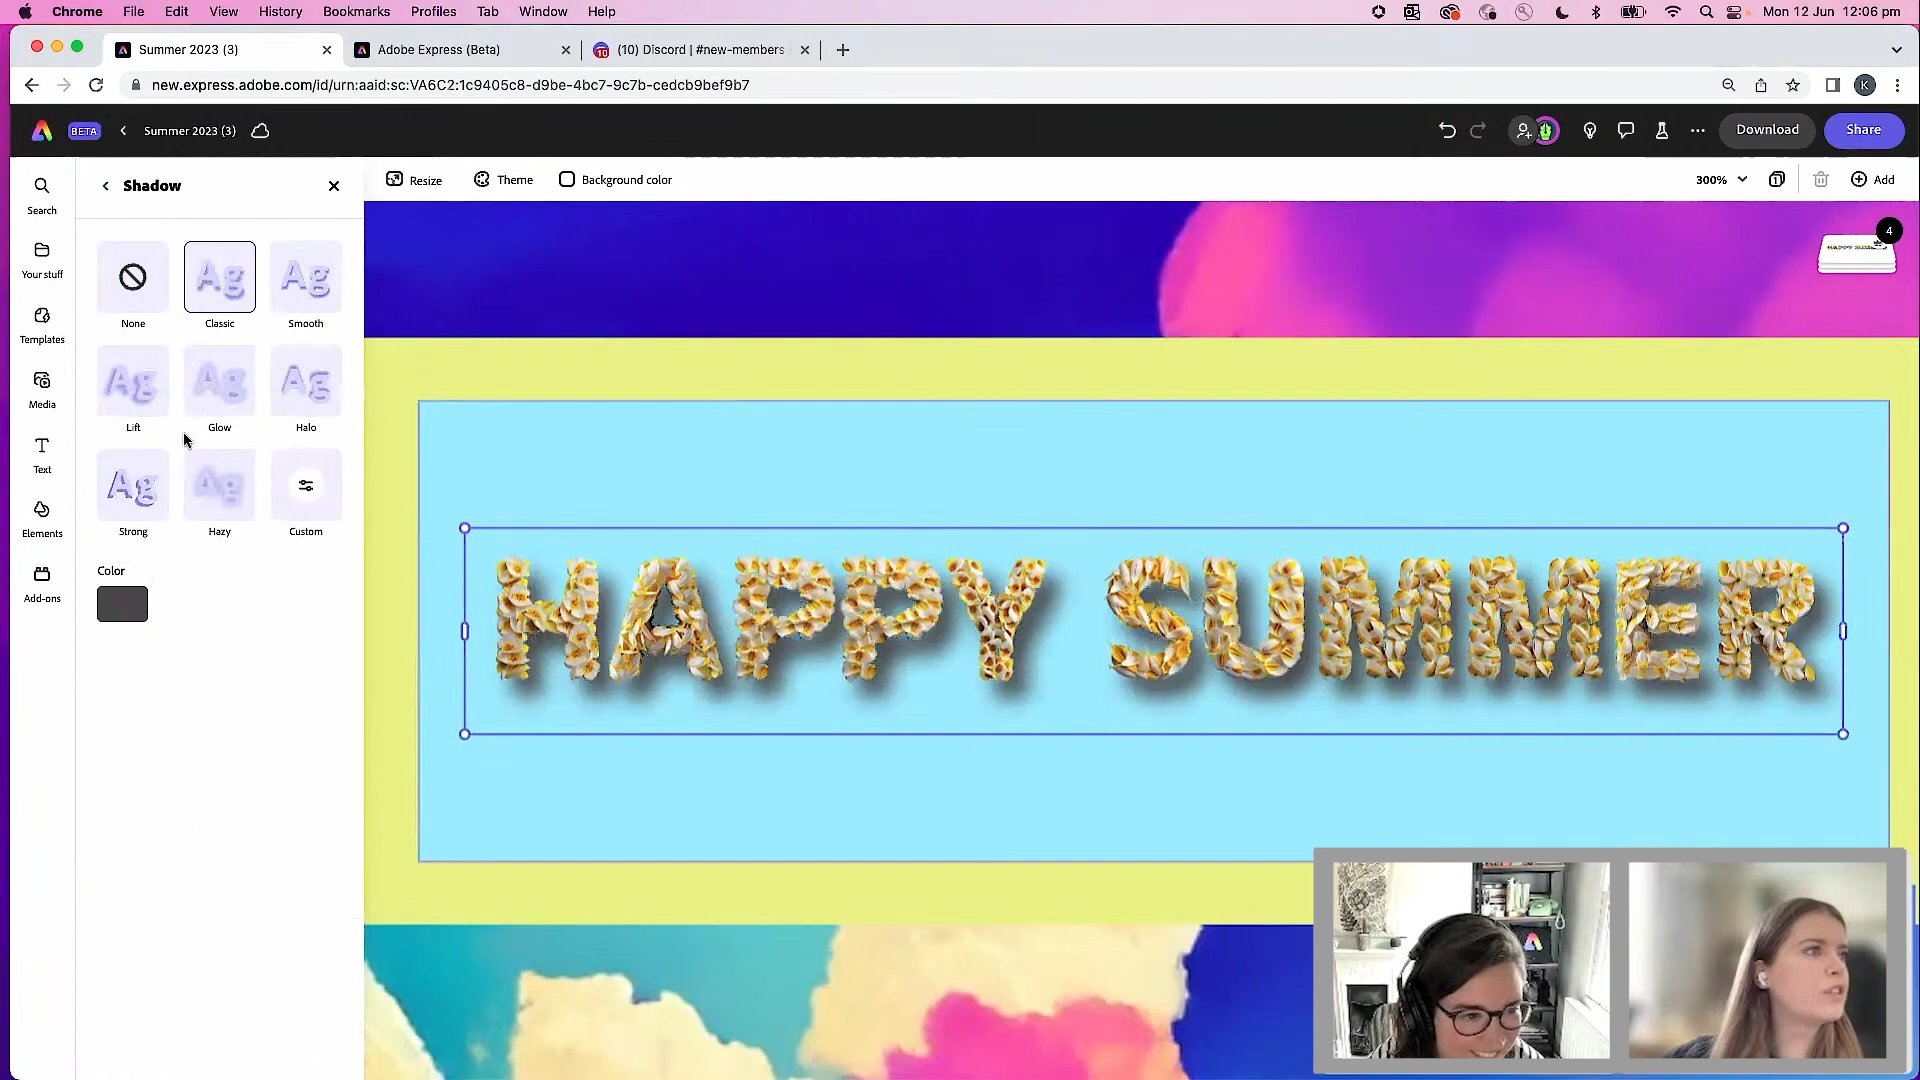 Chrome File Edit View History Bookmarks Profiles Tab Window Help Mon 12 Jun 12:06 pm
Summer 2023 (3) Adobe Express (Beta) (10) Discord | #new-members
new.express.adobe.com/id/urn:aaid:sc:VA6C2:1c9405c8-d9be-4bc7-9c7b-cedcb9bef9b7 K
BETA Summer 2023 (3) Download Share
Shadow Resize Theme Background color 300% 1 Add
Search
Your stuff
Templates
Media
Text
Elements
Add-ons
Ag Ag
None Classic Smooth
Ag Ag Ag
Lift Glow Halo
Ag Ag
Strong Hazy Custom
Color
4
HAPPY SUMMER
HAPPY SUMMER